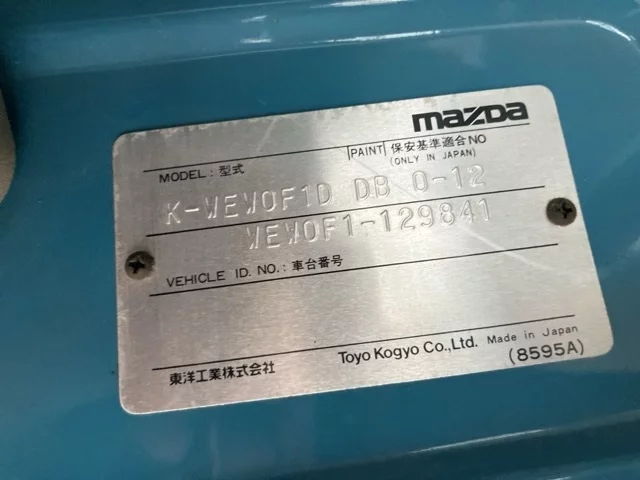 mazda
MODEL : 型式 PAINT 保安基準適合NO
(ONLY IN JAPAN)
K-WEWOF1D DB 0-12
WEWOF1-129841
VEHICLE ID. NO. : 車台番号
東洋工業株式会社 Toyo Kogyo Co., Ltd. Made in Japan
(8595A)